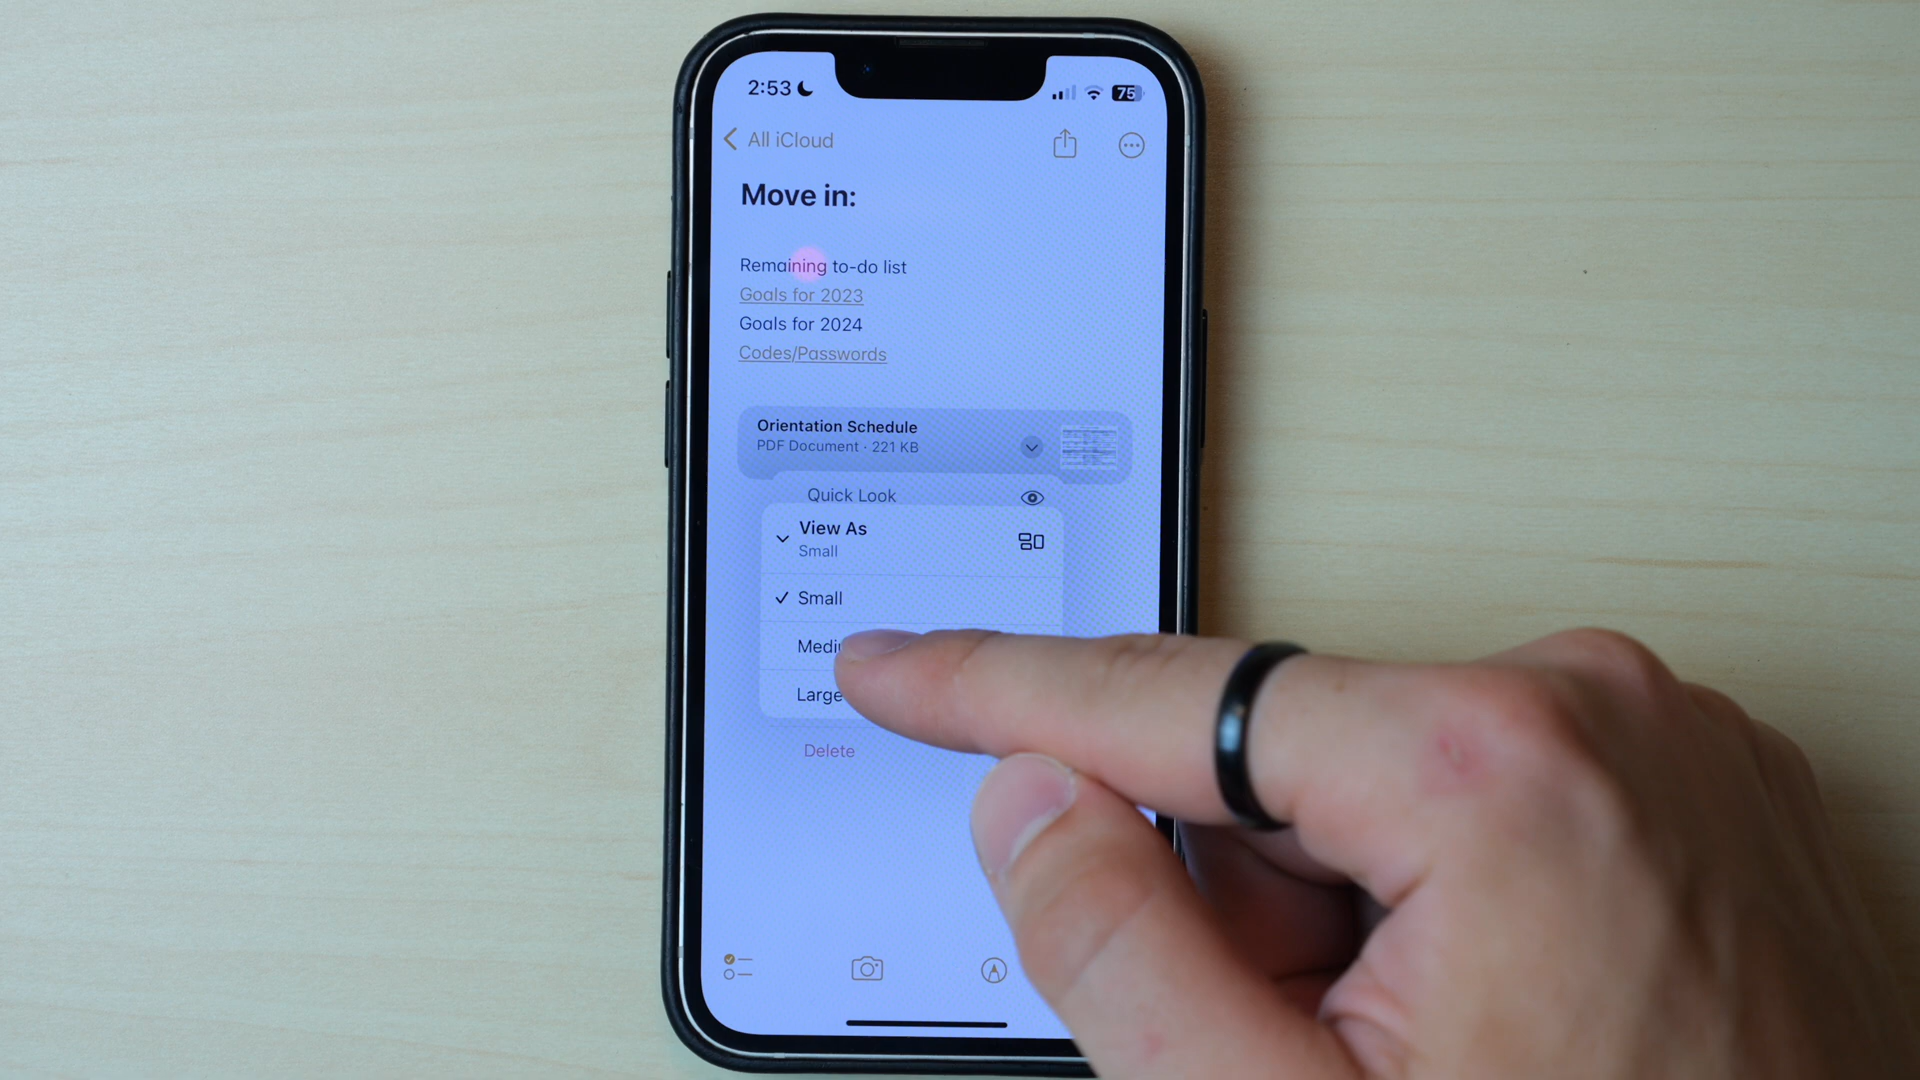 2:53
75
All iCloud
Move in:
Remaining to-do list
Goals for 2023
Goals for 2024
Codes/Passwords
Orientation Schedule
PDF Document · 221 KB
Quick Look
View As
Small
Small
Large
Delete